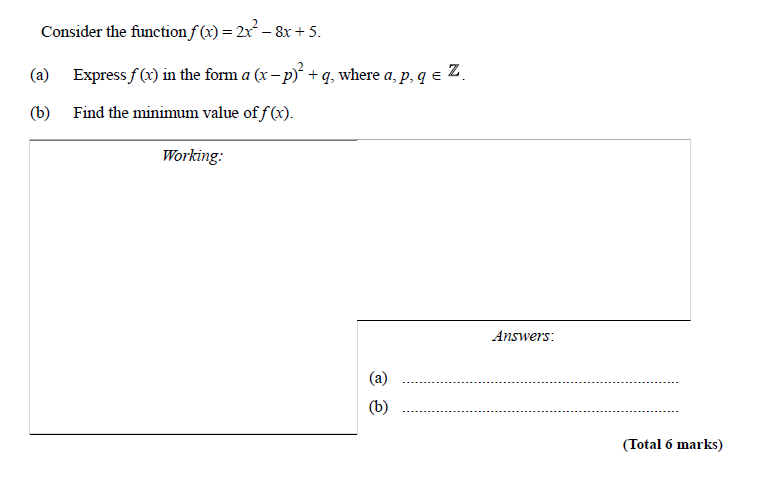 Consider the function f (x) = 2x² – 8x + 5.
(a) Express f (x) in the form a (x – p)² + q, where a, p, q ∈ ℤ.
(b) Find the minimum value of f (x).
Working:
Answers:
(a) ..................................................................
(b) ..................................................................
(Total 6 marks)